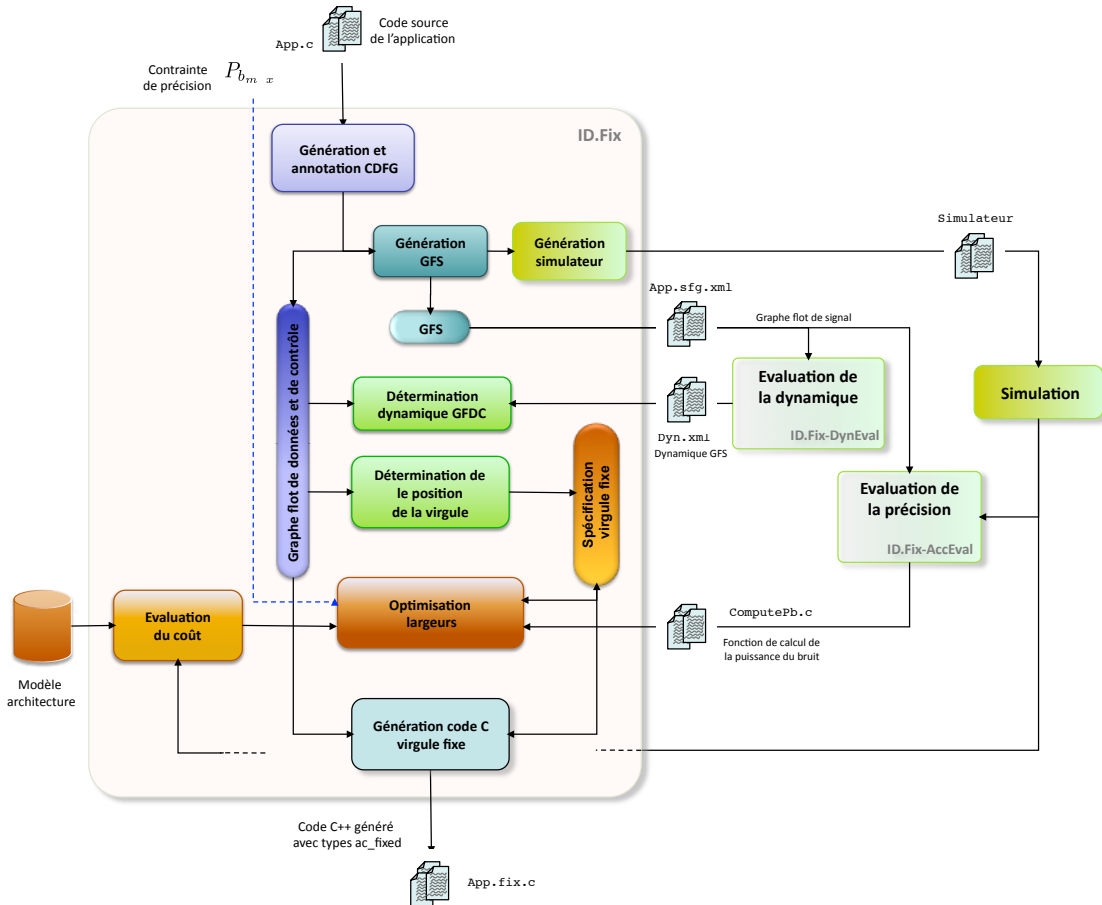 Code source
de l'application
App.c
Contrainte
de précision
P_{b_{m x}}
ID.Fix
Génération et
annotation CDFG
Simulateur
Génération
GFS
Génération
simulateur
App.sfg.xml
Graphe flot de signal
GFS
Graphe flot de données et de contrôle
Détermination
dynamique GFDC
Evaluation de
la dynamique
ID.Fix-DynEval
Simulation
Dyn.xml
Dynamique GFS
Détermination de
le position
de la virgule
Spécification
virgule fixe
Evaluation de
la précision
ID.Fix-AccEval
Evaluation
du coût
Optimisation
largeurs
ComputePb.c
Fonction de calcul de
la puissance du bruit
Modèle
architecture
Génération code C
virgule fixe
Code C++ généré
avec types ac_fixed
App.fix.c